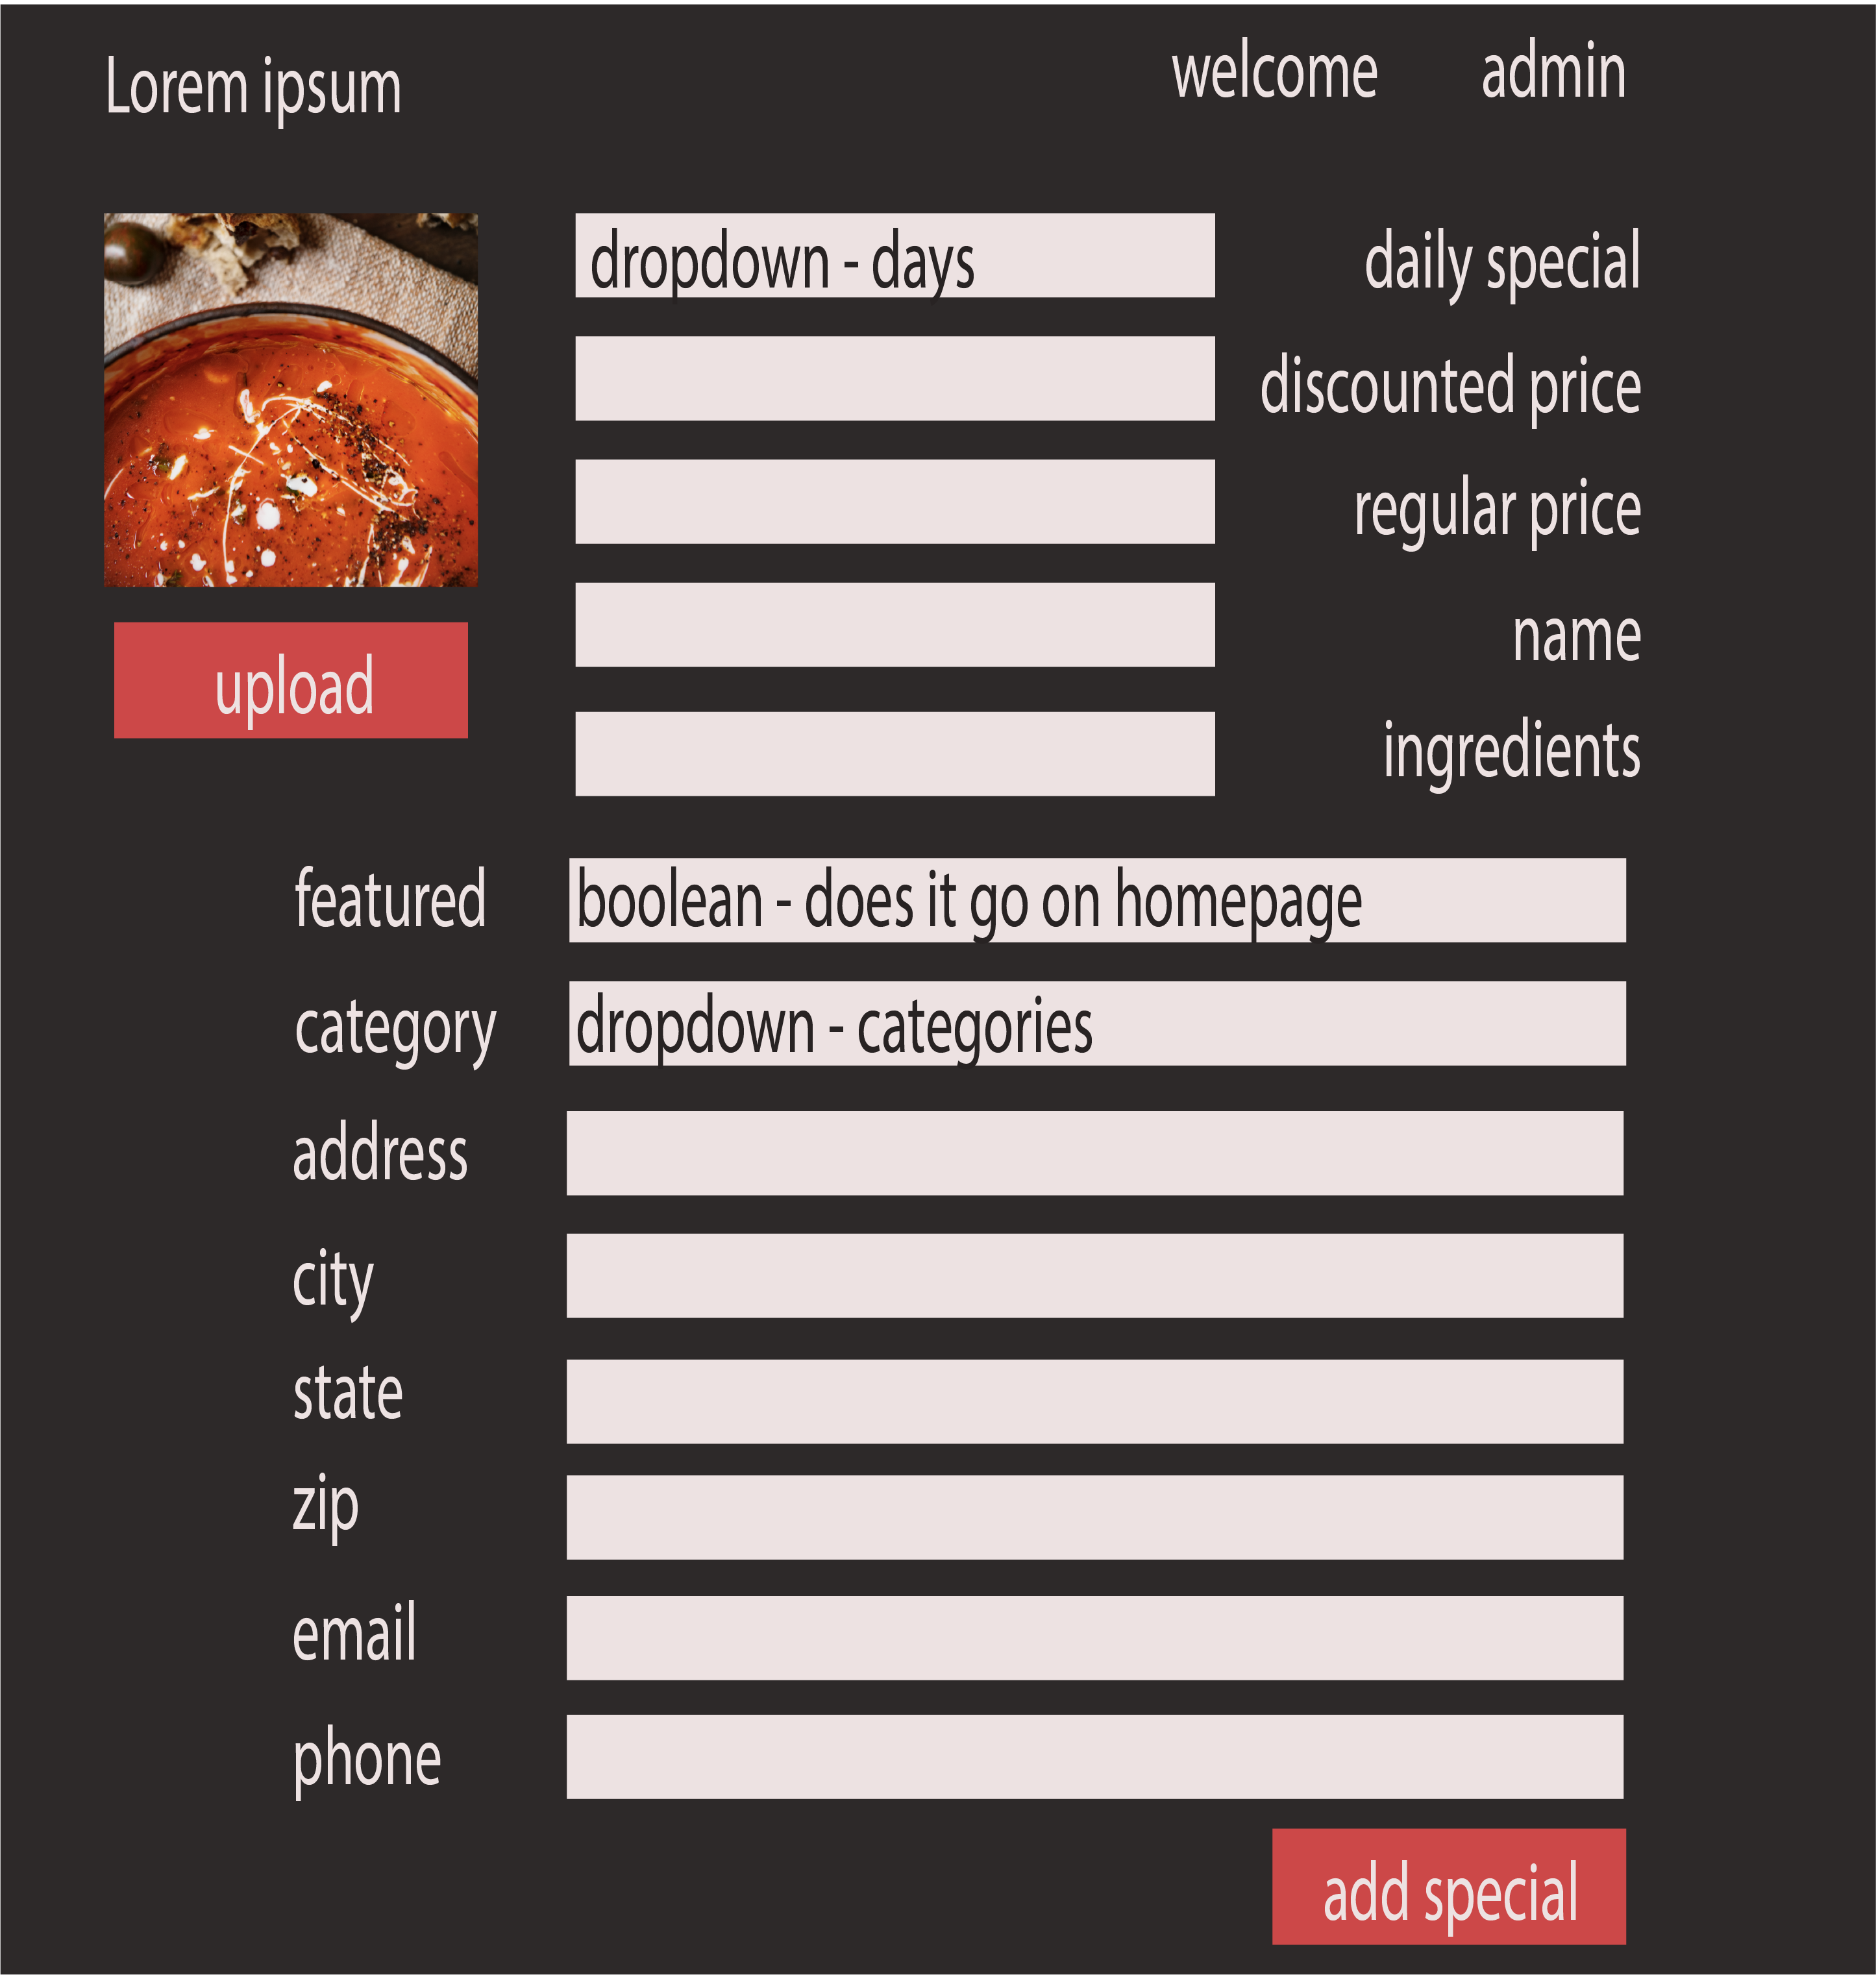 Lorem ipsum
welcome admin
dropdown - days daily special
discounted price
regular price
name
upload
ingredients
featured boolean - does it go on homepage
category dropdown - categories
address
city
state
zip
email
phone
add special